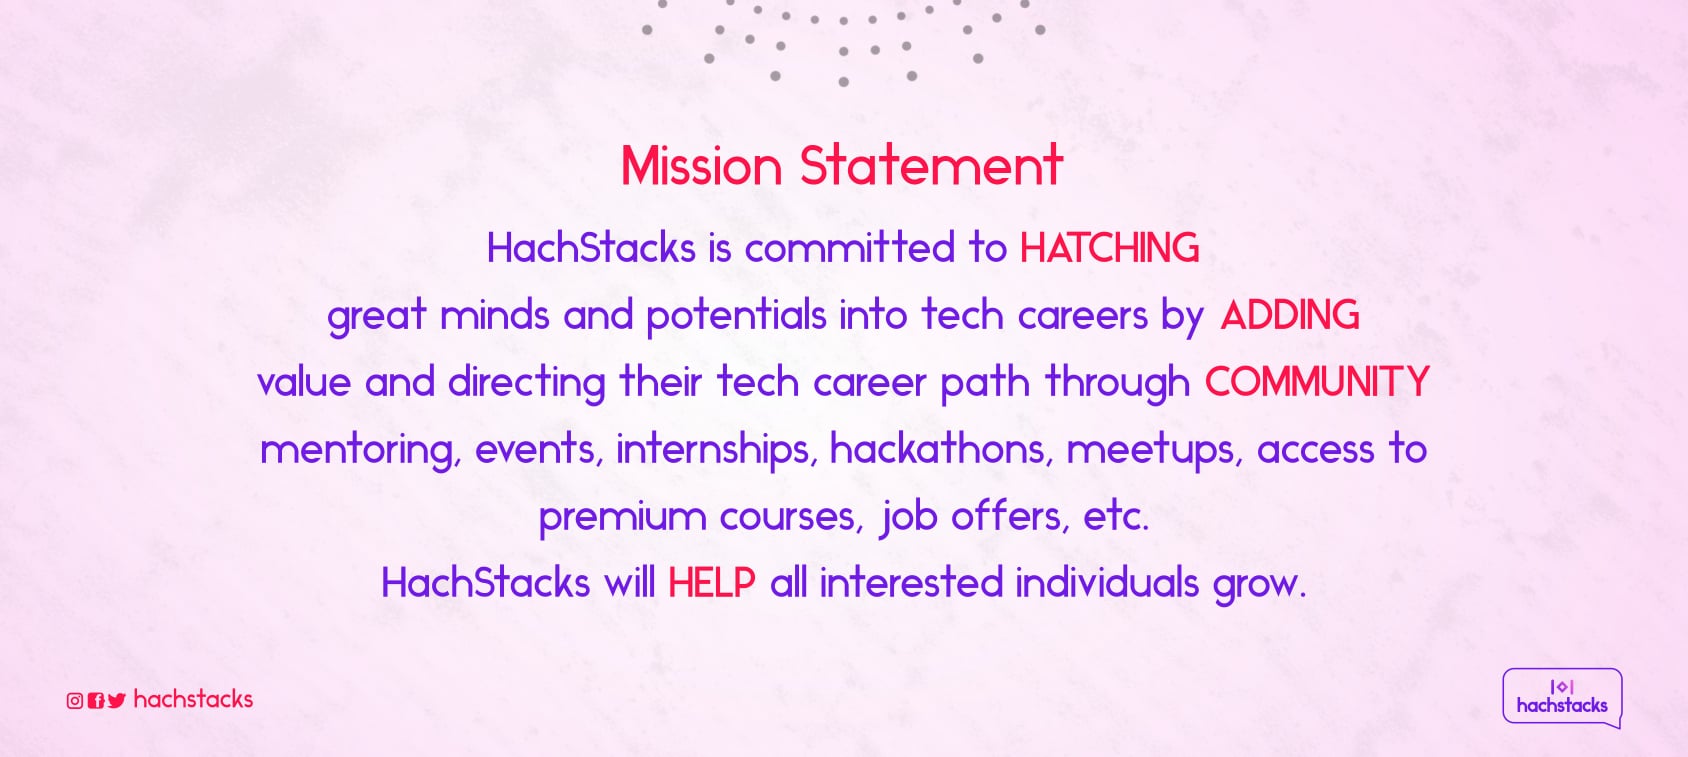 Mission Statement
HachStacks is committed to HATCHING
great minds and potentials into tech careers by ADDING
value and directing their tech career path through COMMUNITY
mentoring, events, internships, hackathons, meetups, access to
premium courses, job offers, etc.
HachStacks will HELP all interested individuals grow.
hachstacks
hachstacks